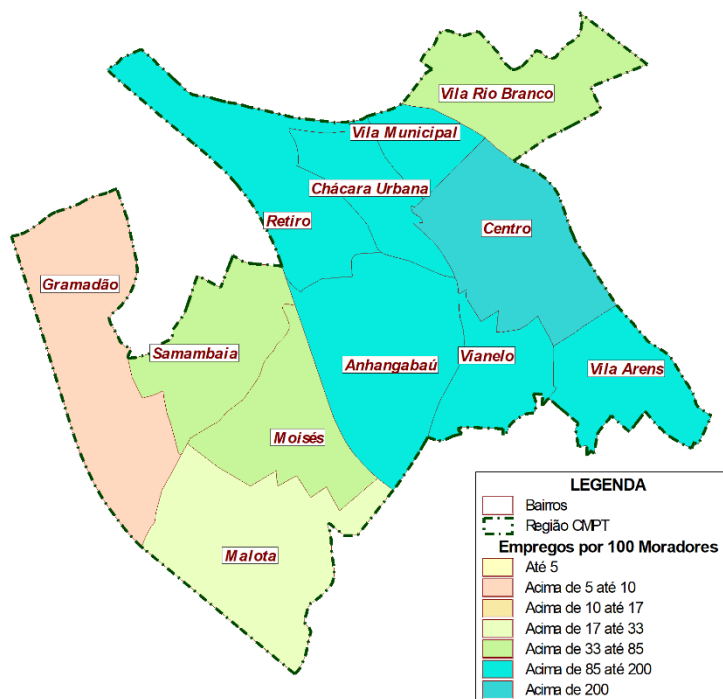 Vila Rio Branco
Vila Municipal
Chácara Urbana
Retiro
Centro
Gramadão
Samambaia
Anhangabaú
Vianelo
Vila Arens
Moisés
Malota
LEGENDA
Bairros
Região CMPT
Empregos por 100 Moradores
Até 5
Acima de 5 até 10
Acima de 10 até 17
Acima de 17 até 33
Acima de 33 até 85
Acima de 85 até 200
Acima de 200